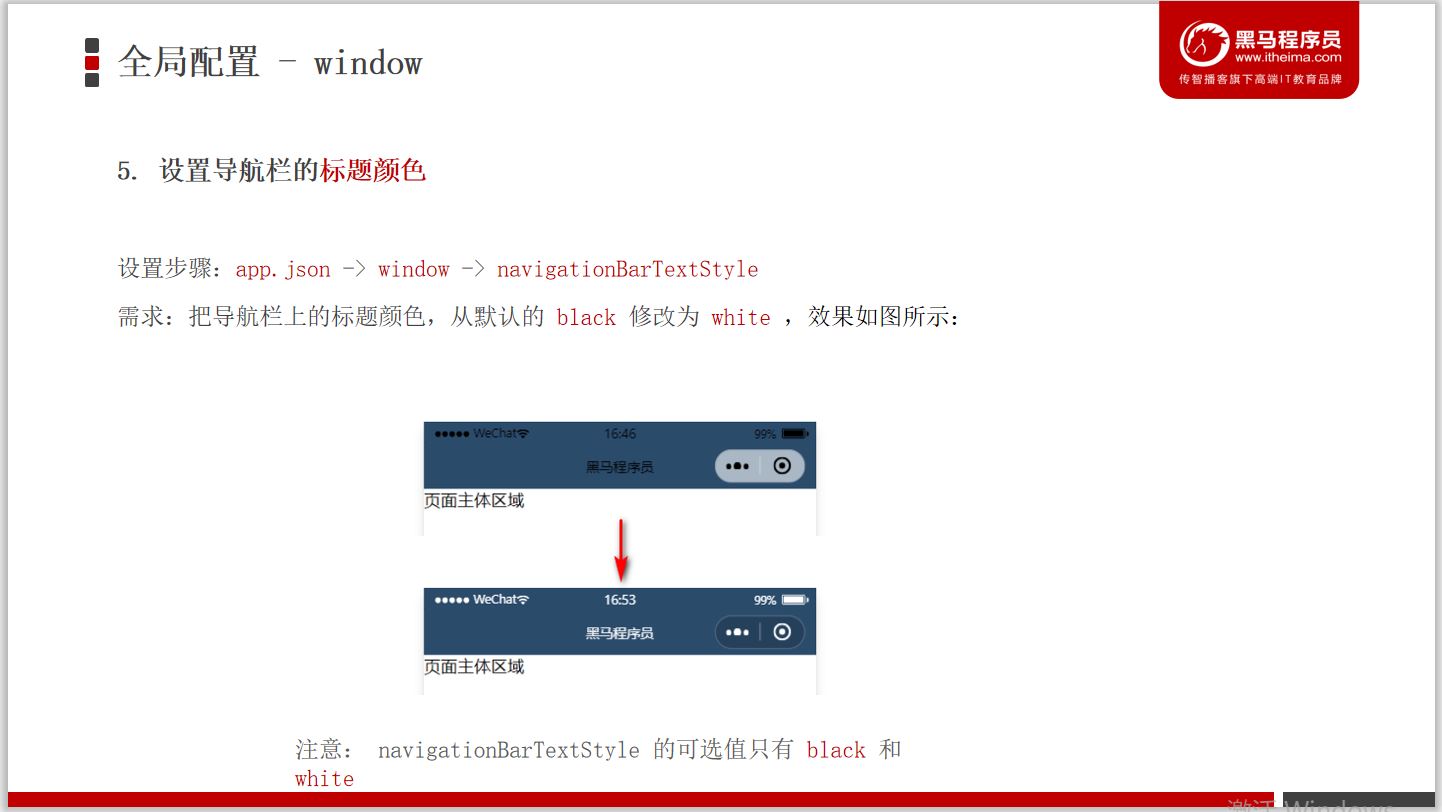 全局配置 - window
黑马程序员
www.itheima.com
传智播客旗下高端IT教育品牌
5. 设置导航栏的标题颜色
设置步骤：app.json -> window -> navigationBarTextStyle
需求：把导航栏上的标题颜色，从默认的 black 修改为 white ，效果如图所示：
WeChat 16:46 99%
黑马程序员
页面主体区域
WeChat 16:53 99%
黑马程序员
页面主体区域
注意： navigationBarTextStyle 的可选值只有 black 和
white
激活 Windows